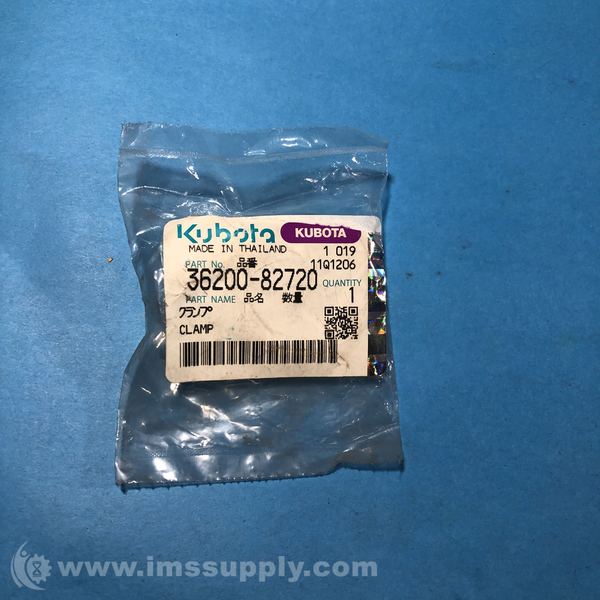 Kubota KUBOTA
MADE IN THAILAND 1 019
PART No. 品番 11Q1206
36200-82720 QUANTITY
PART NAME 品名 数量 1
クランプ
CLAMP
www.imssupply.com